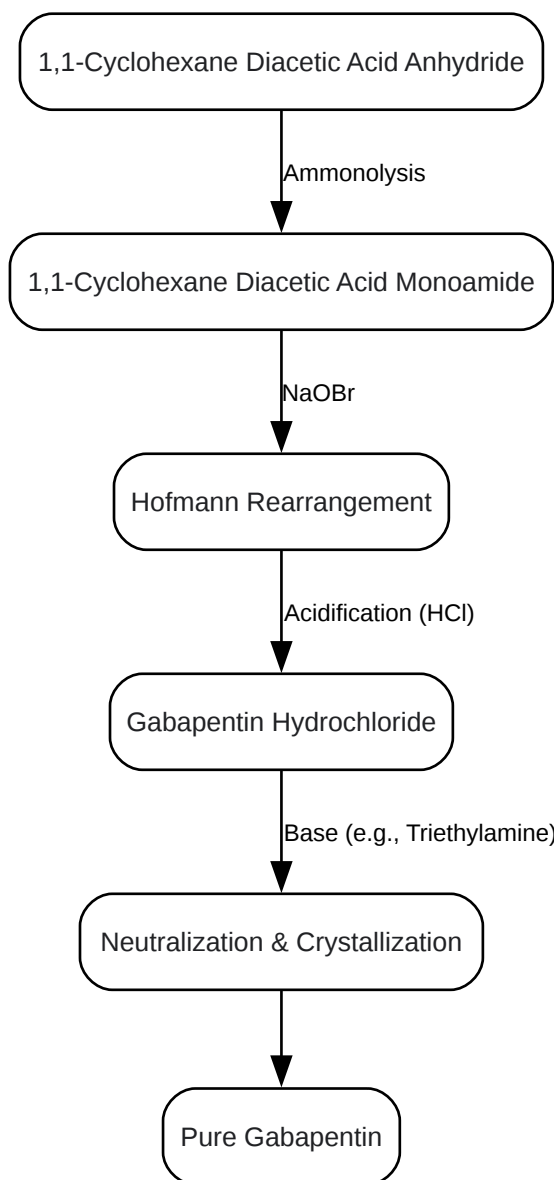 1,1-Cyclohexane Diacetic Acid Anhydride
Ammonolysis
1,1-Cyclohexane Diacetic Acid Monoamide
NaOBr
Hofmann Rearrangement
Acidification (HCl)
Gabapentin Hydrochloride
Base (e.g., Triethylamine)
Neutralization & Crystallization
Pure Gabapentin